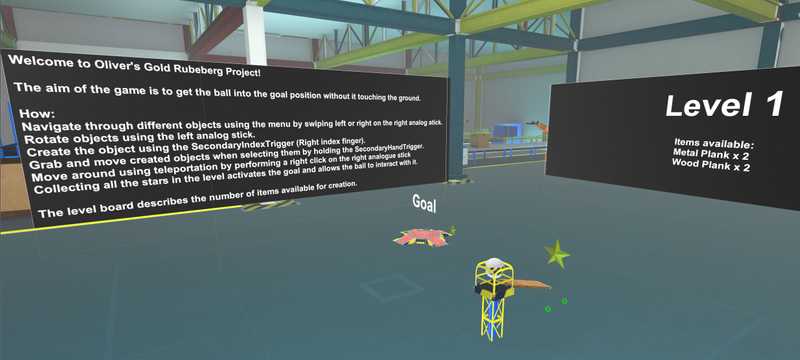 Welcome to Oliver's Gold Rubeberg Project!
The aim of the game is to get the ball into the goal position without it touching the ground.
How:
Navigate through different objects using the menu by swiping left or right on the right analog stick.
Rotate objects using the left analog stick.
Create the object using the SecondaryIndexTrigger (Right index finger).
Grab and move created objects when selecting them by holding the SecondaryHandTrigger.
Move around using teleportation by performing a right click on the right analogue stick
Collecting all the stars in the level activates the goal and allows the ball to interact with it.
The level board describes the number of items available for creation.
Level 1
Items available:
Metal Plank x 2
Wood Plank x 2
Goal